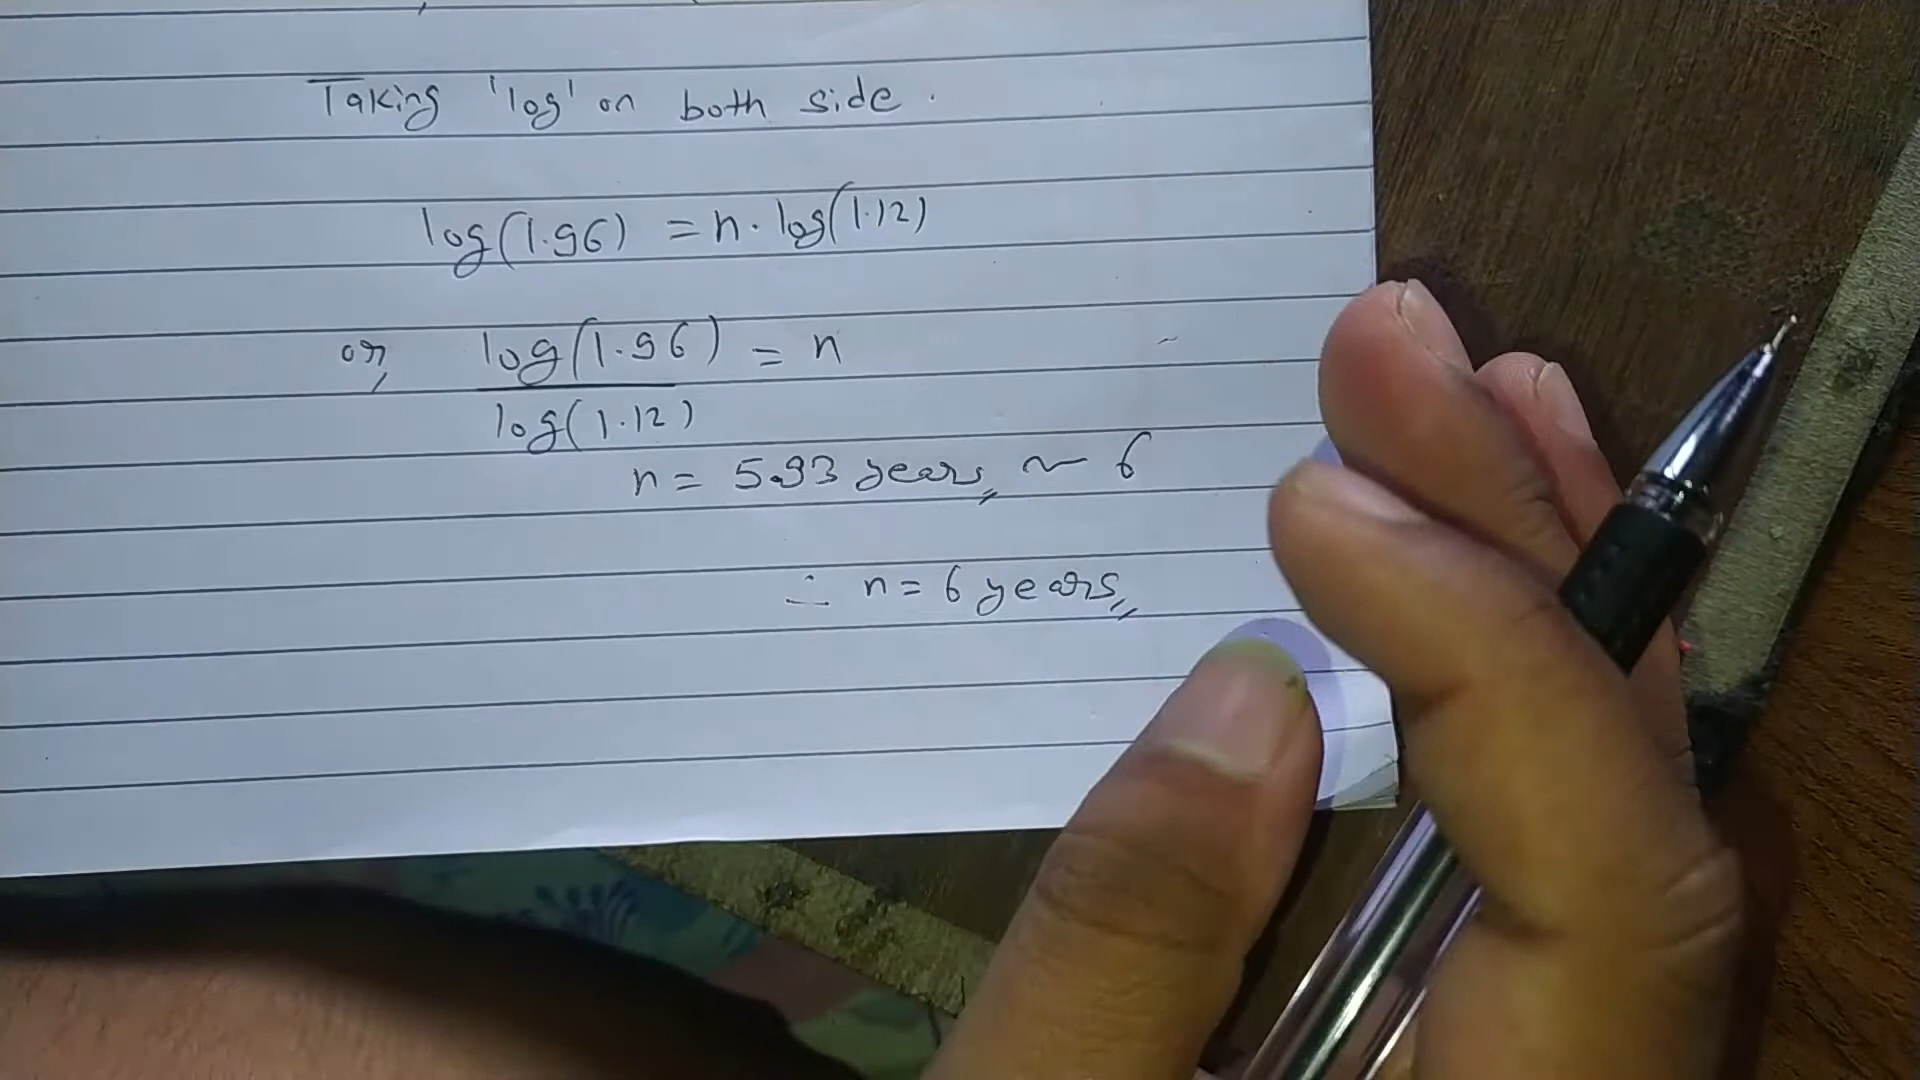 Taking 'log' on both side.
log(1.96) = n. log(1.12)
or, log(1.96) = n
log(1.12)
n = 5.93 years,, ~ 6
∴ n = 6 years,,